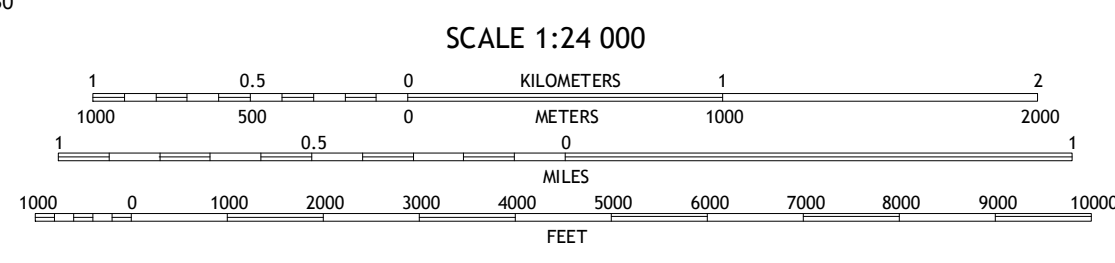 SCALE 1:24 000
1 0.5 0 KILOMETERS 1 2
1000 500 0 METERS 1000 2000
1 0.5 0 1
MILES
1000 0 1000 2000 3000 4000 5000 6000 7000 8000 9000 10000
FEET